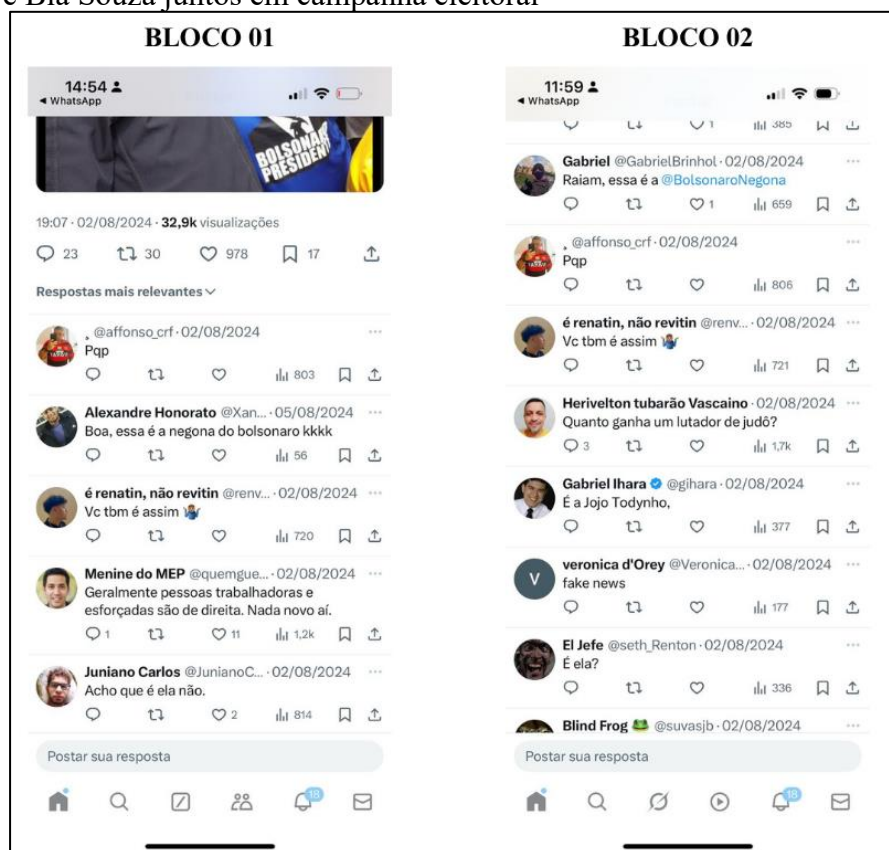 e Bia Souza juntos em campanha eleitoral
BLOCO 01
14:54
WhatsApp
BOLSONARO
PRESIDENT
19:07 · 02/08/2024 · 32,9k visualizações
23 30 978 17
Respostas mais relevantes
. @affonso_crf · 02/08/2024
Pqp
803
Alexandre Honorato @Xan... · 05/08/2024
Boa, essa é a negona do bolsonaro kkkk
56
é renatin, não revitin @renv... · 02/08/2024
Vc tbm é assim 🤷‍♂️
720
Menine do MEP @quemgue... · 02/08/2024
Geralmente pessoas trabalhadoras e
esforçadas são de direita. Nada novo aí.
1 11 1,2k
Juniano Carlos @JunianoC... · 02/08/2024
Acho que é ela não.
2 814
Postar sua resposta
18
BLOCO 02
11:59
WhatsApp
1 385
Gabriel @GabrielBrinhol · 02/08/2024
Raiam, essa é a @BolsonaroNegona
1 659
. @affonso_crf · 02/08/2024
Pqp
806
é renatin, não revitin @renv... · 02/08/2024
Vc tbm é assim 🤷‍♂️
721
Herivelton tubarão Vascaino · 02/08/2024
Quanto ganha um lutador de judô?
3 1,7k
Gabriel Ihara @gihara · 02/08/2024
É a Jojo Todynho,
377
V
veronica d'Orey @Veronica... · 02/08/2024
fake news
177
El Jefe @seth_Renton · 02/08/2024
É ela?
336
Blind Frog 🐸 @suvasjb · 02/08/2024
Postar sua resposta
18